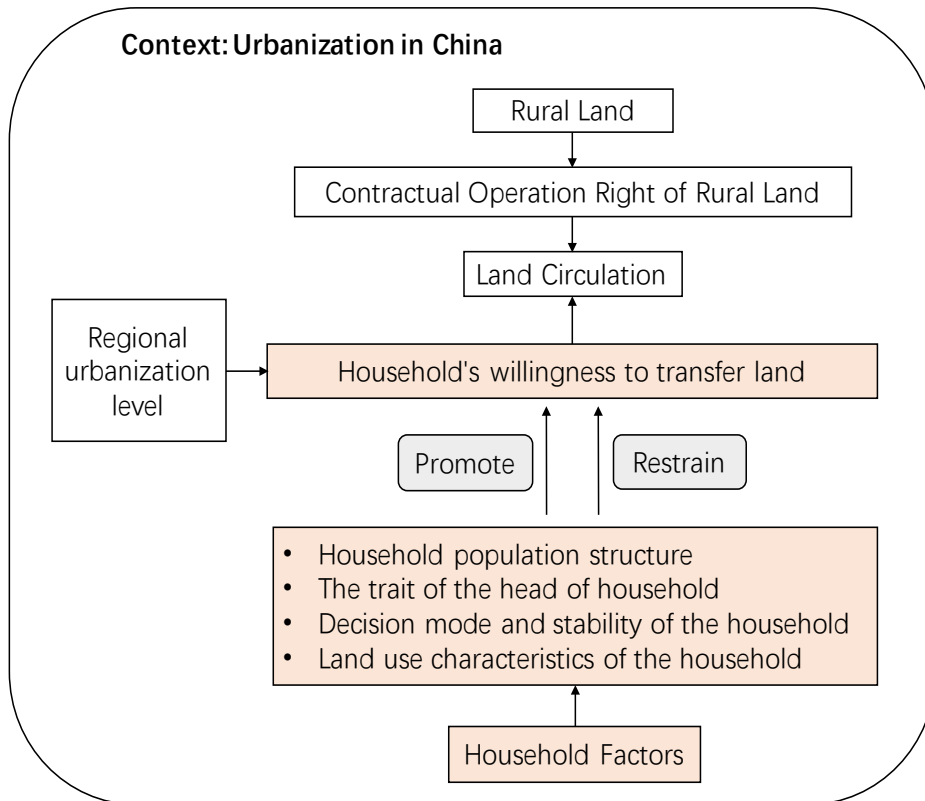 Context: Urbanization in China
Rural Land
Contractual Operation Right of Rural Land
Land Circulation
Regional
urbanization
level
Household's willingness to transfer land
Promote
Restrain
• Household population structure
• The trait of the head of household
• Decision mode and stability of the household
• Land use characteristics of the household
Household Factors